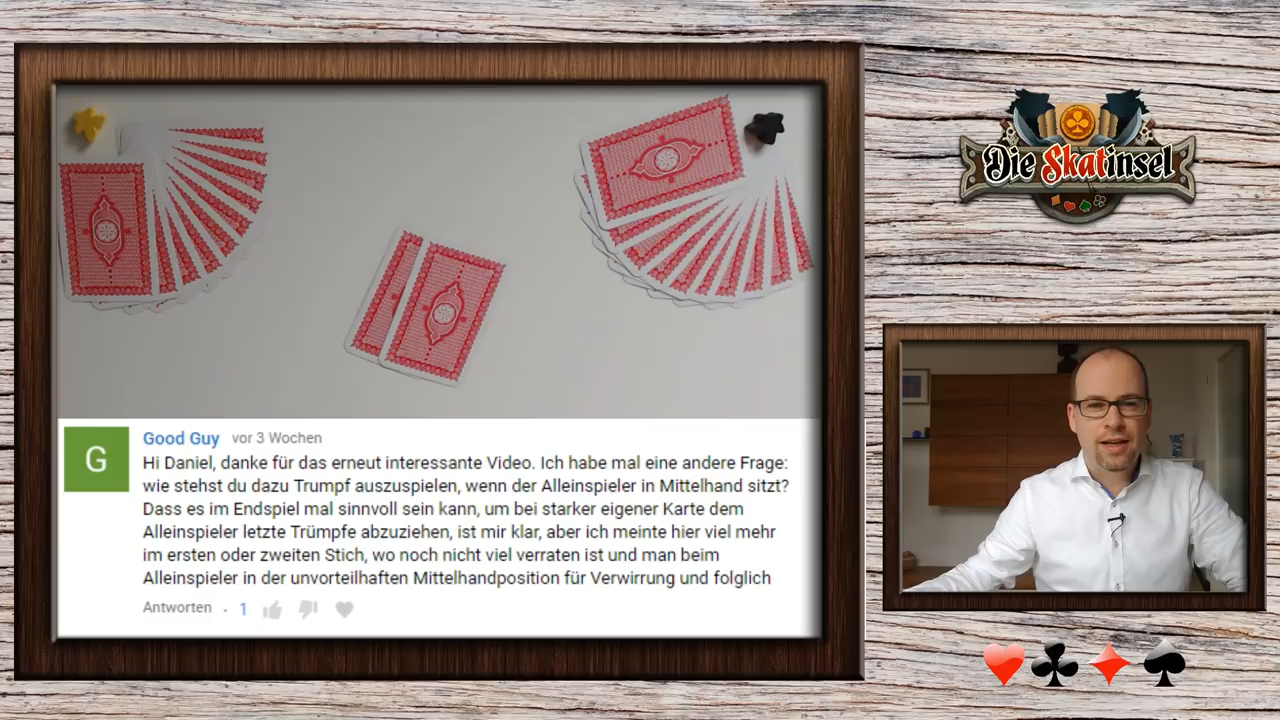 Die Skatinsel
G
Good Guy vor 3 Wochen
Hi Daniel, danke für das erneut interessante Video. Ich habe mal eine andere Frage:
wie stehst du dazu Trumpf auszuspielen, wenn der Alleinspieler in Mittelhand sitzt?
Dass es im Endspiel mal sinnvoll sein kann, um bei starker eigener Karte dem
Alleinspieler letzte Trümpfe abzuziehen, ist mir klar, aber ich meinte hier viel mehr
im ersten oder zweiten Stich, wo noch nicht viel verraten ist und man beim
Alleinspieler in der unvorteilhaften Mittelhandposition für Verwirrung und folglich
Antworten · 1